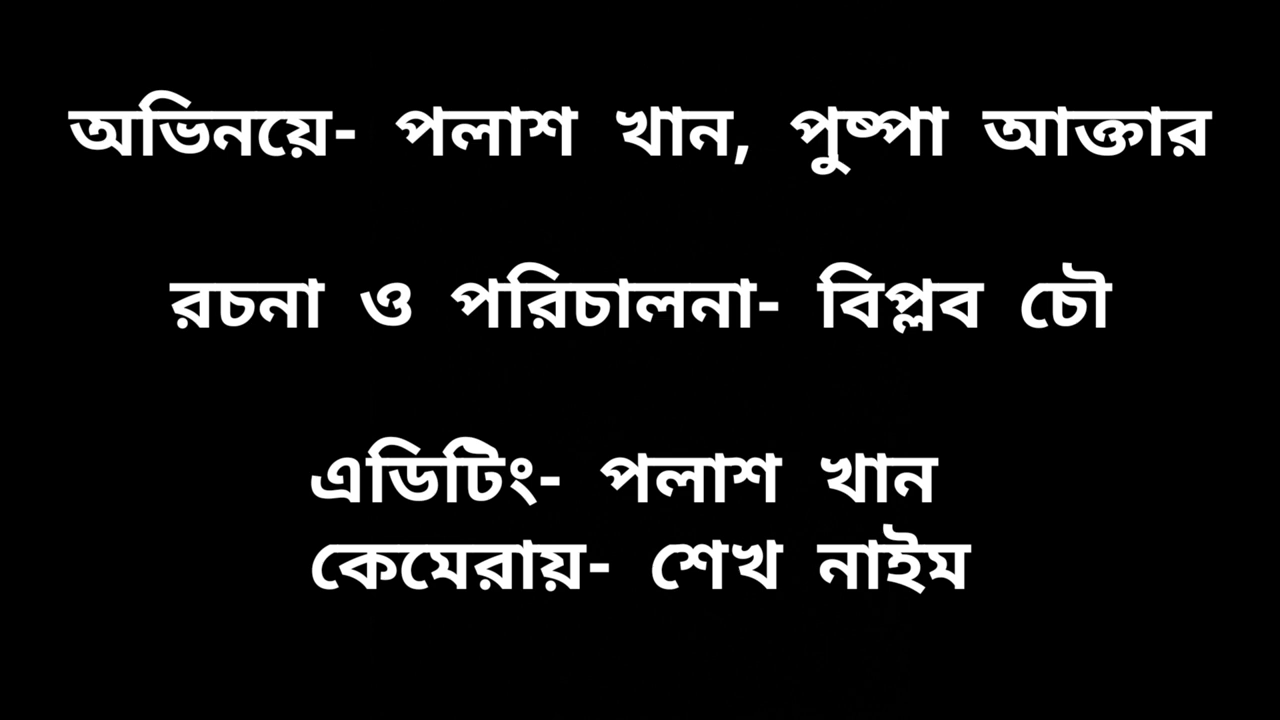 অভিনয়ে- পলাশ খান, পুষ্পা আক্তার
রচনা ও পরিচালনা- বিপ্লব চৌ
এডিটিং- পলাশ খান
কেমেরায়- শেখ নাইম